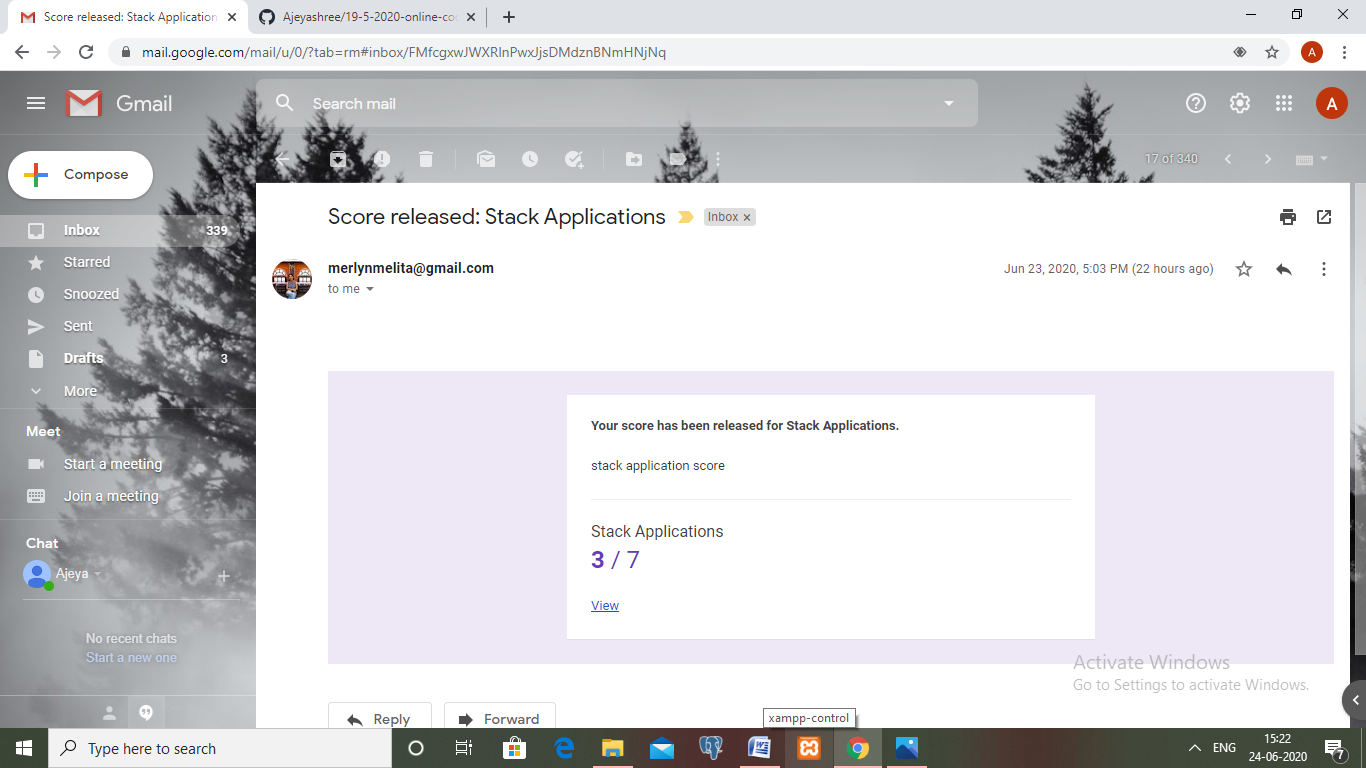 Score released: Stack Application
Ajeyashree/19-5-2020-online-co
mail.google.com/mail/u/0/?tab=rm#inbox/FMfcgxwJWXRlnPwxJjsDMdznBNmHNjNq
A
Gmail
Search mail
A
Compose
17 of 340
Score released: Stack Applications
Inbox ×
Inbox 339
Starred
Snoozed
Sent
Drafts 3
More
merlynmelita@gmail.com
Jun 23, 2020, 5:03 PM (22 hours ago)
to me
Meet
Start a meeting
Join a meeting
Chat
Ajeya
No recent chats
Start a new one
Your score has been released for Stack Applications.
stack application score
Stack Applications
3 / 7
View
Activate Windows
Go to Settings to activate Windows.
Reply
Forward
xampp-control
Type here to search
ENG
15:22
24-06-2020
7